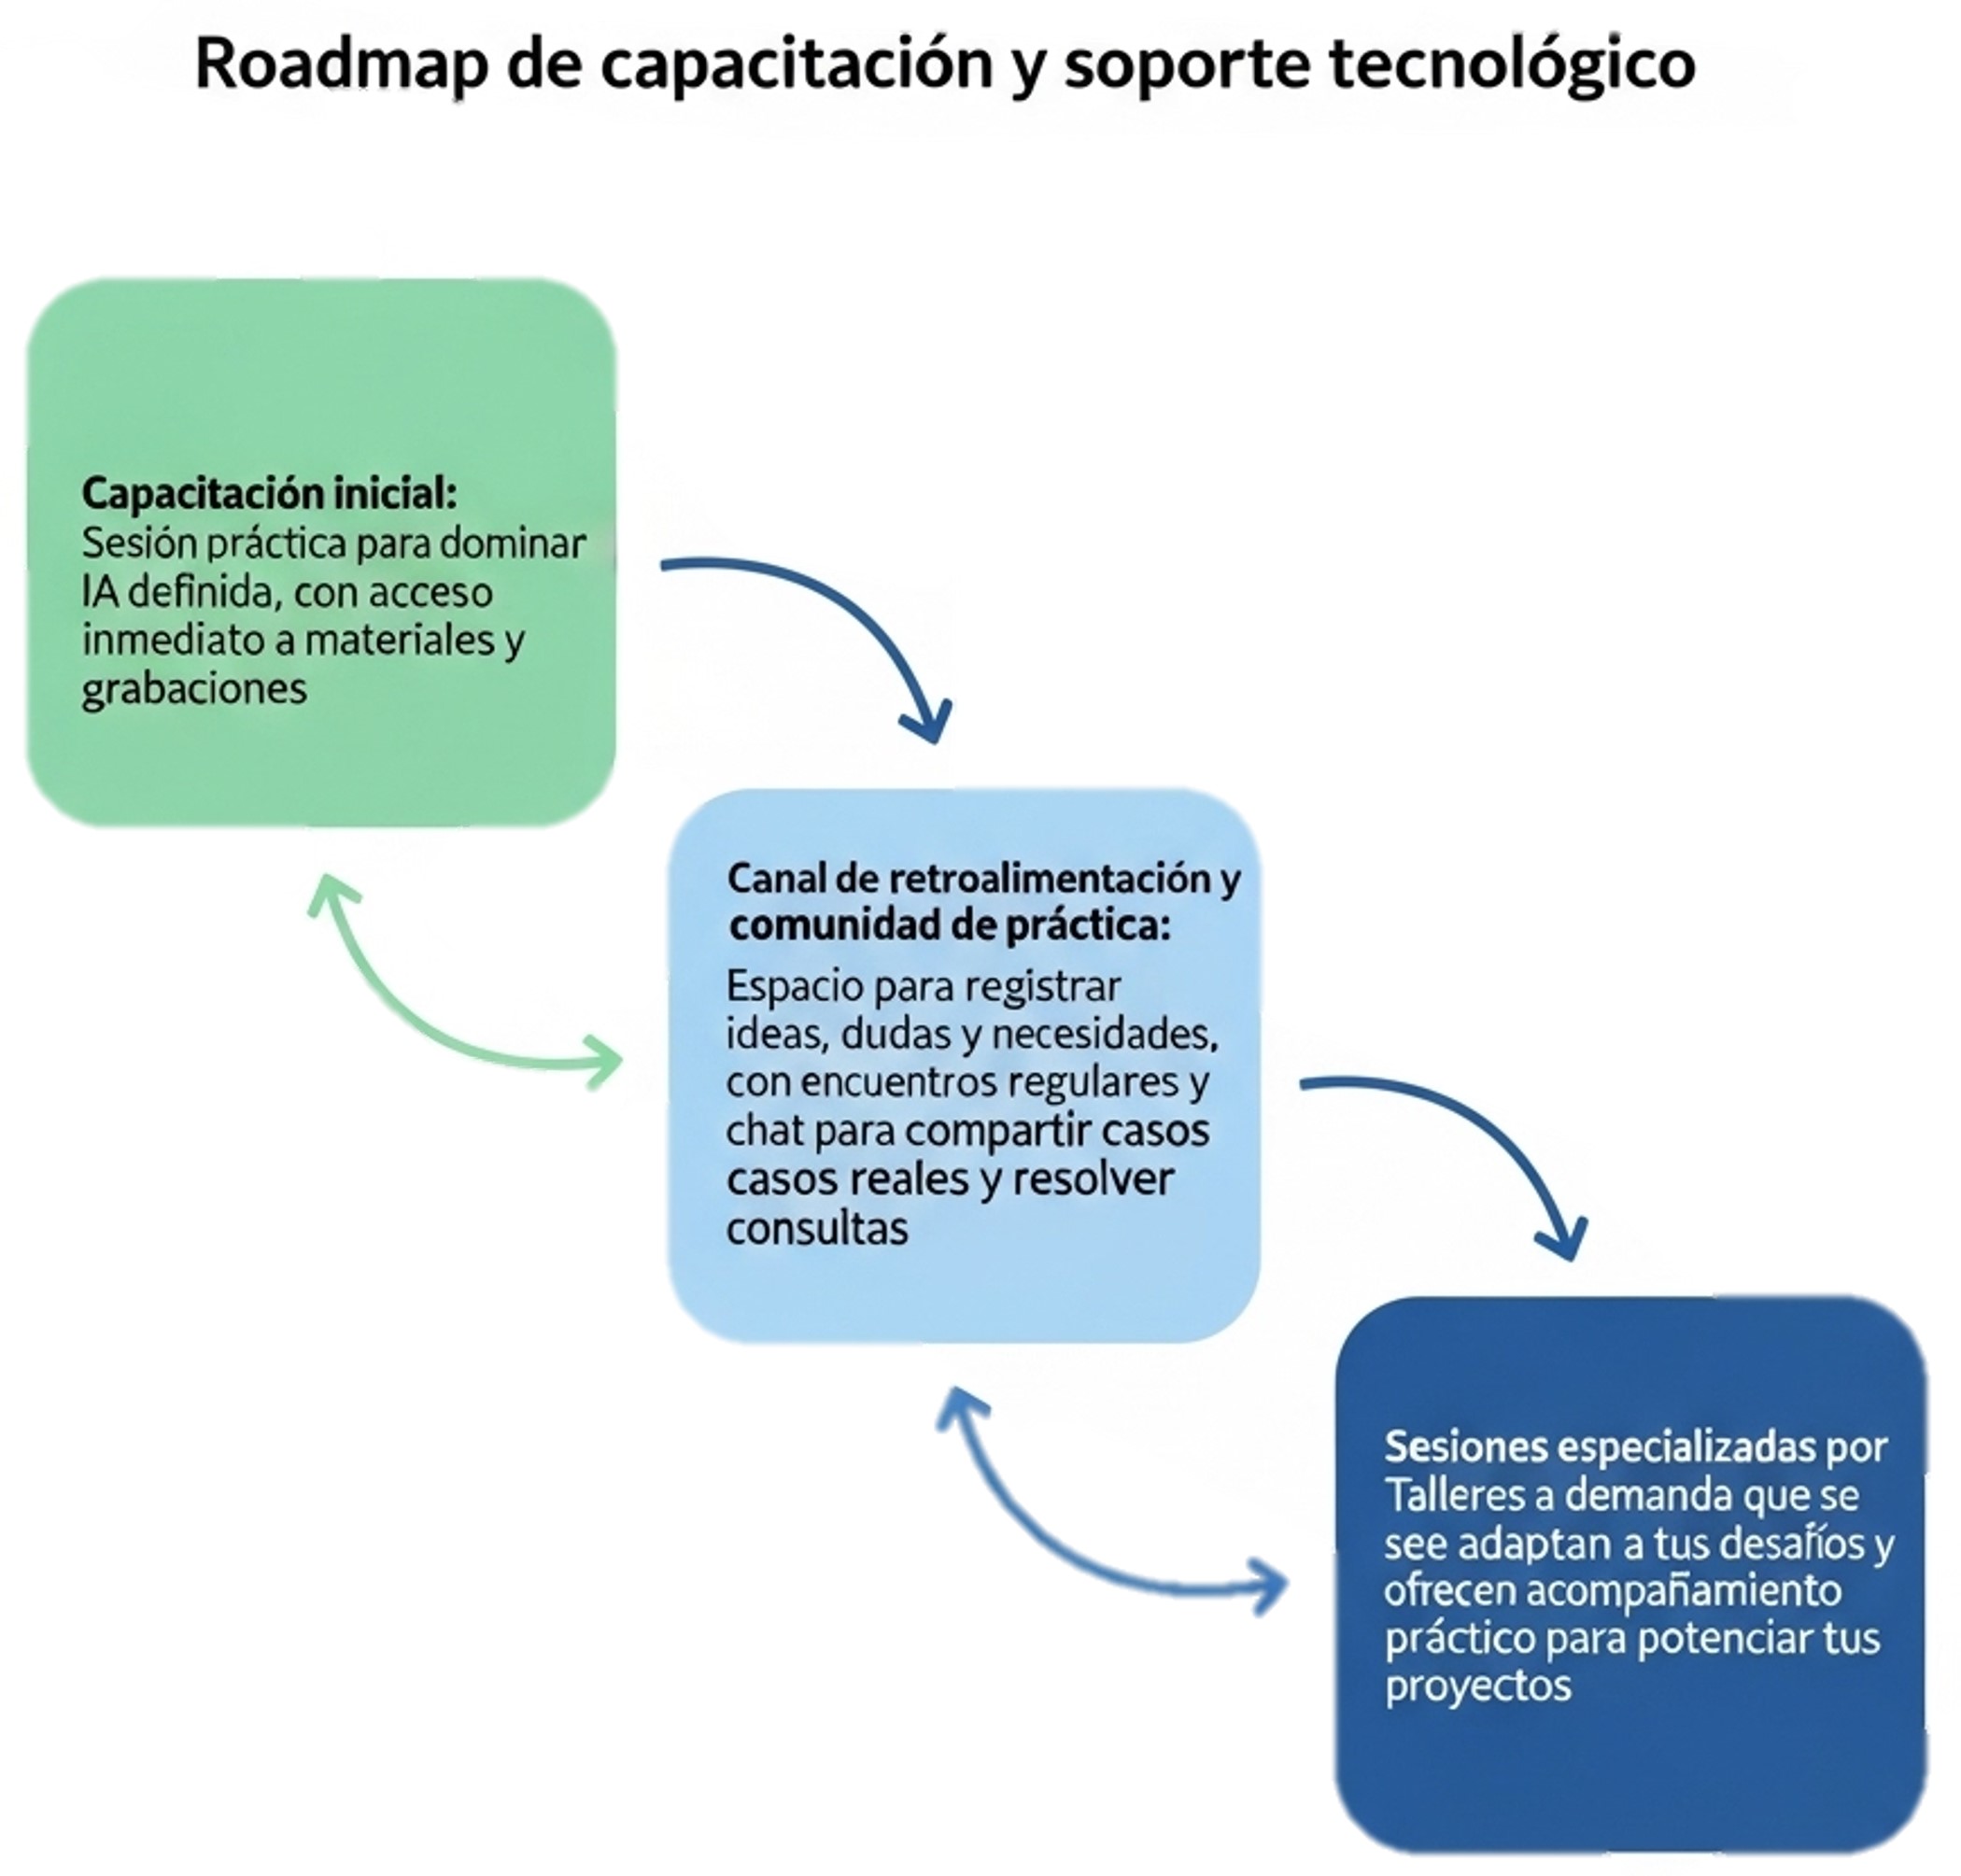 Roadmap de capacitación y soporte tecnológico
Capacitación inicial:
Sesión práctica para dominar
IA definida, con acceso
inmediato a materiales y
grabaciones
Canal de retroalimentación y
comunidad de práctica:
Espacio para registrar
ideas, dudas y necesidades,
con encuentros regulares y
chat para compartir casos
casos reales y resolver
consultas
Sesiones especializadas por
Talleres a demanda que se
see adaptan a tus desafíos y
ofrecen acompañamiento
práctico para potenciar tus
proyectos